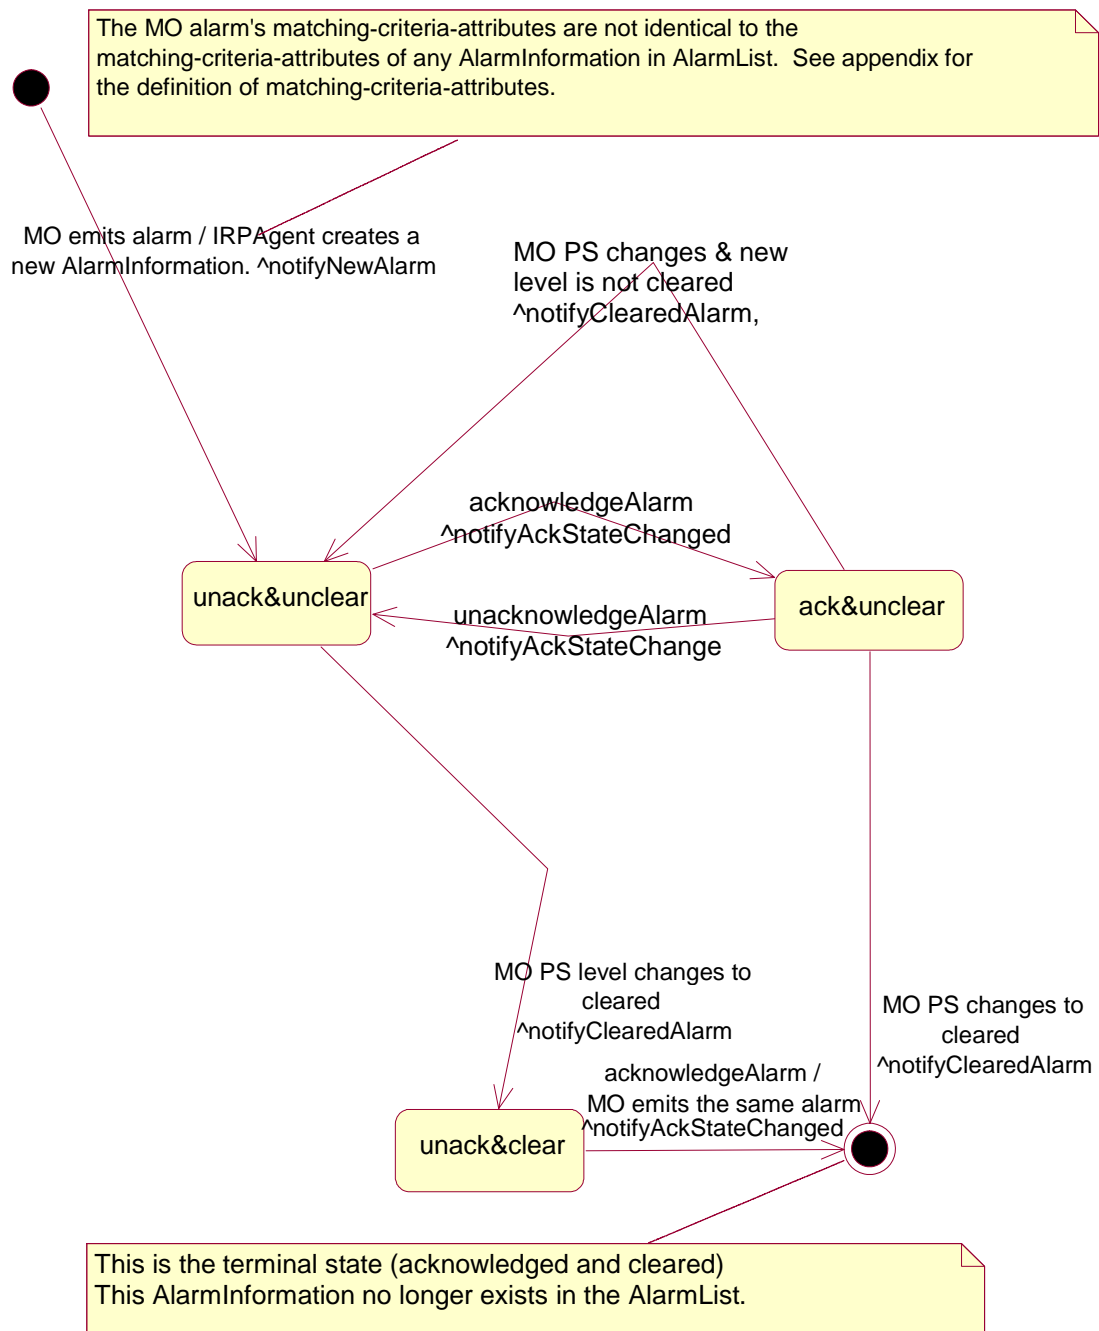 The MO alarm's matching-criteria-attributes are not identical to the
matching-criteria-attributes of any AlarmInformation in AlarmList.  See appendix for
the definition of matching-criteria-attributes.
MO emits alarm / IRPAgent creates a
new AlarmInformation. ^notifyNewAlarm
MO PS changes & new
level is not cleared
^notifyClearedAlarm,
acknowledgeAlarm
^notifyAckStateChanged
unack&unclear
ack&unclear
unacknowledgeAlarm
^notifyAckStateChange
MO PS level changes to
cleared
^notifyClearedAlarm
MO PS changes to
cleared
^notifyClearedAlarm
acknowledgeAlarm /
MO emits the same alarm
^notifyAckStateChanged
unack&clear
This is the terminal state (acknowledged and cleared)
This AlarmInformation no longer exists in the AlarmList.